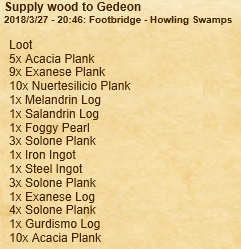 Supply wood to Gedeon
2018/3/27 - 20:46: Footbridge - Howling Swamps
Loot
5x Acacia Plank
9x Exanese Plank
10x Nuertesilicio Plank
1x Melandrin Log
1x Salandrin Log
1x Foggy Pearl
3x Solone Plank
1x Iron Ingot
1x Steel Ingot
3x Solone Plank
1x Exanese Log
4x Solone Plank
1x Gurdismo Log
10x Acacia Plank